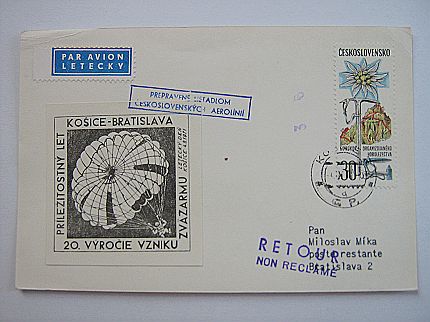 PAR AVION
LETECKY
PREPRAVENÉ LIETADLOM
ČESKOSLOVENSKÝCH AEROLINIÍ
ČESKOSLOVENSKO
30
KOŠICE-BRATISLAVA
PRÍLEŽITOSTNÝ LET
ZVÄZARMU
20. VÝROČIE VZNIKU
RETOUR
NON RECLAMÉ
Pan
Miloslav Míka
poste restante
Bratislava 2